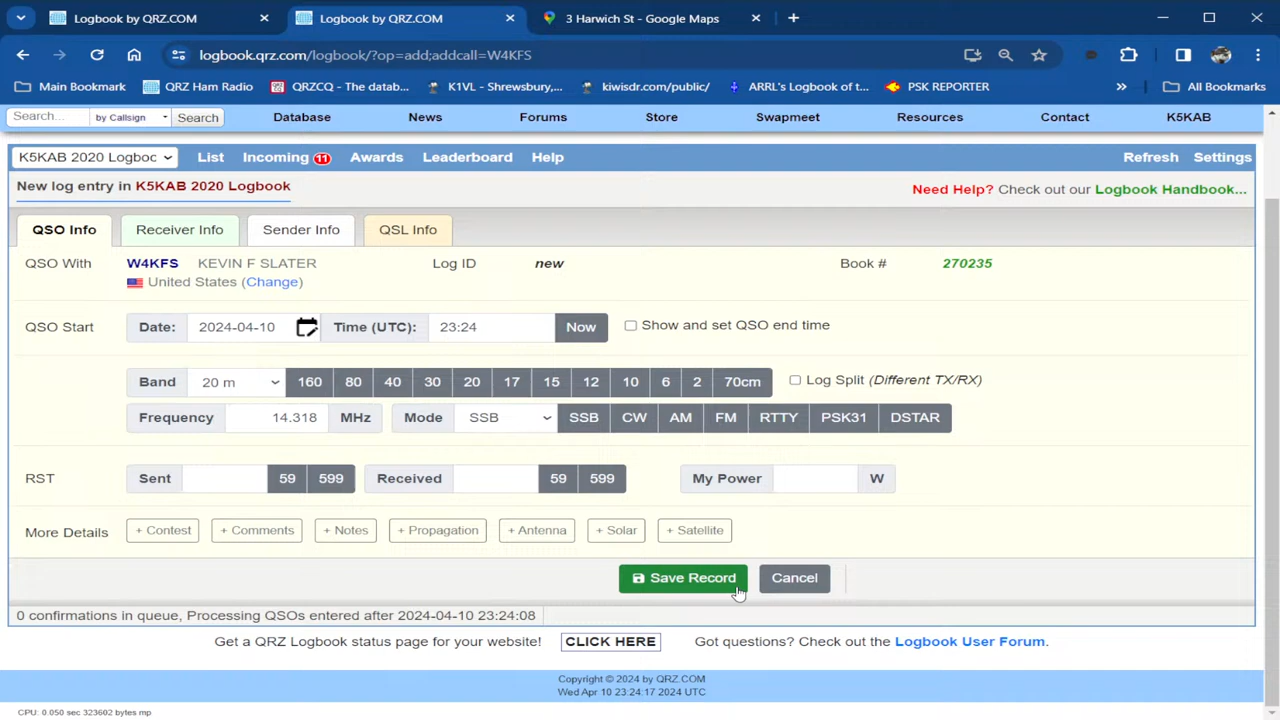 Logbook by QRZ.COM
Logbook by QRZ.COM
3 Harwich St - Google Maps
logbook.qrz.com/logbook/?op=add;addcall=W4KFS
Main Bookmark
QRZ Ham Radio
QRZCQ - The datab...
K1VL - Shrewsbury,...
kiwisdr.com/public/
ARRL's Logbook of t...
PSK REPORTER
»
All Bookmarks
Search...
by Callsign
Search
Database
News
Forums
Store
Swapmeet
Resources
Contact
K5KAB
K5KAB 2020 Logboo
List
Incoming 11
Awards
Leaderboard
Help
Refresh
Settings
New log entry in K5KAB 2020 Logbook
Need Help? Check out our Logbook Handbook...
QSO Info
Receiver Info
Sender Info
QSL Info
QSO With W4KFS KEVIN F SLATER Log ID new Book # 270235
United States (Change)
QSO Start Date: 2024-04-10 Time (UTC): 23:24 Now Show and set QSO end time
Band 20 m 160 80 40 30 20 17 15 12 10 6 2 70cm Log Split (Different TX/RX)
Frequency 14.318 MHz Mode SSB SSB CW AM FM RTTY PSK31 DSTAR
RST Sent 59 599 Received 59 599 My Power W
More Details + Contest + Comments + Notes + Propagation + Antenna + Solar + Satellite
Save Record Cancel
0 confirmations in queue, Processing QSOs entered after 2024-04-10 23:24:08
Get a QRZ Logbook status page for your website! CLICK HERE Got questions? Check out the Logbook User Forum.
Copyright © 2024 by QRZ.COM
Wed Apr 10 23:24:17 2024 UTC
CPU: 0.050 sec 323602 bytes mp